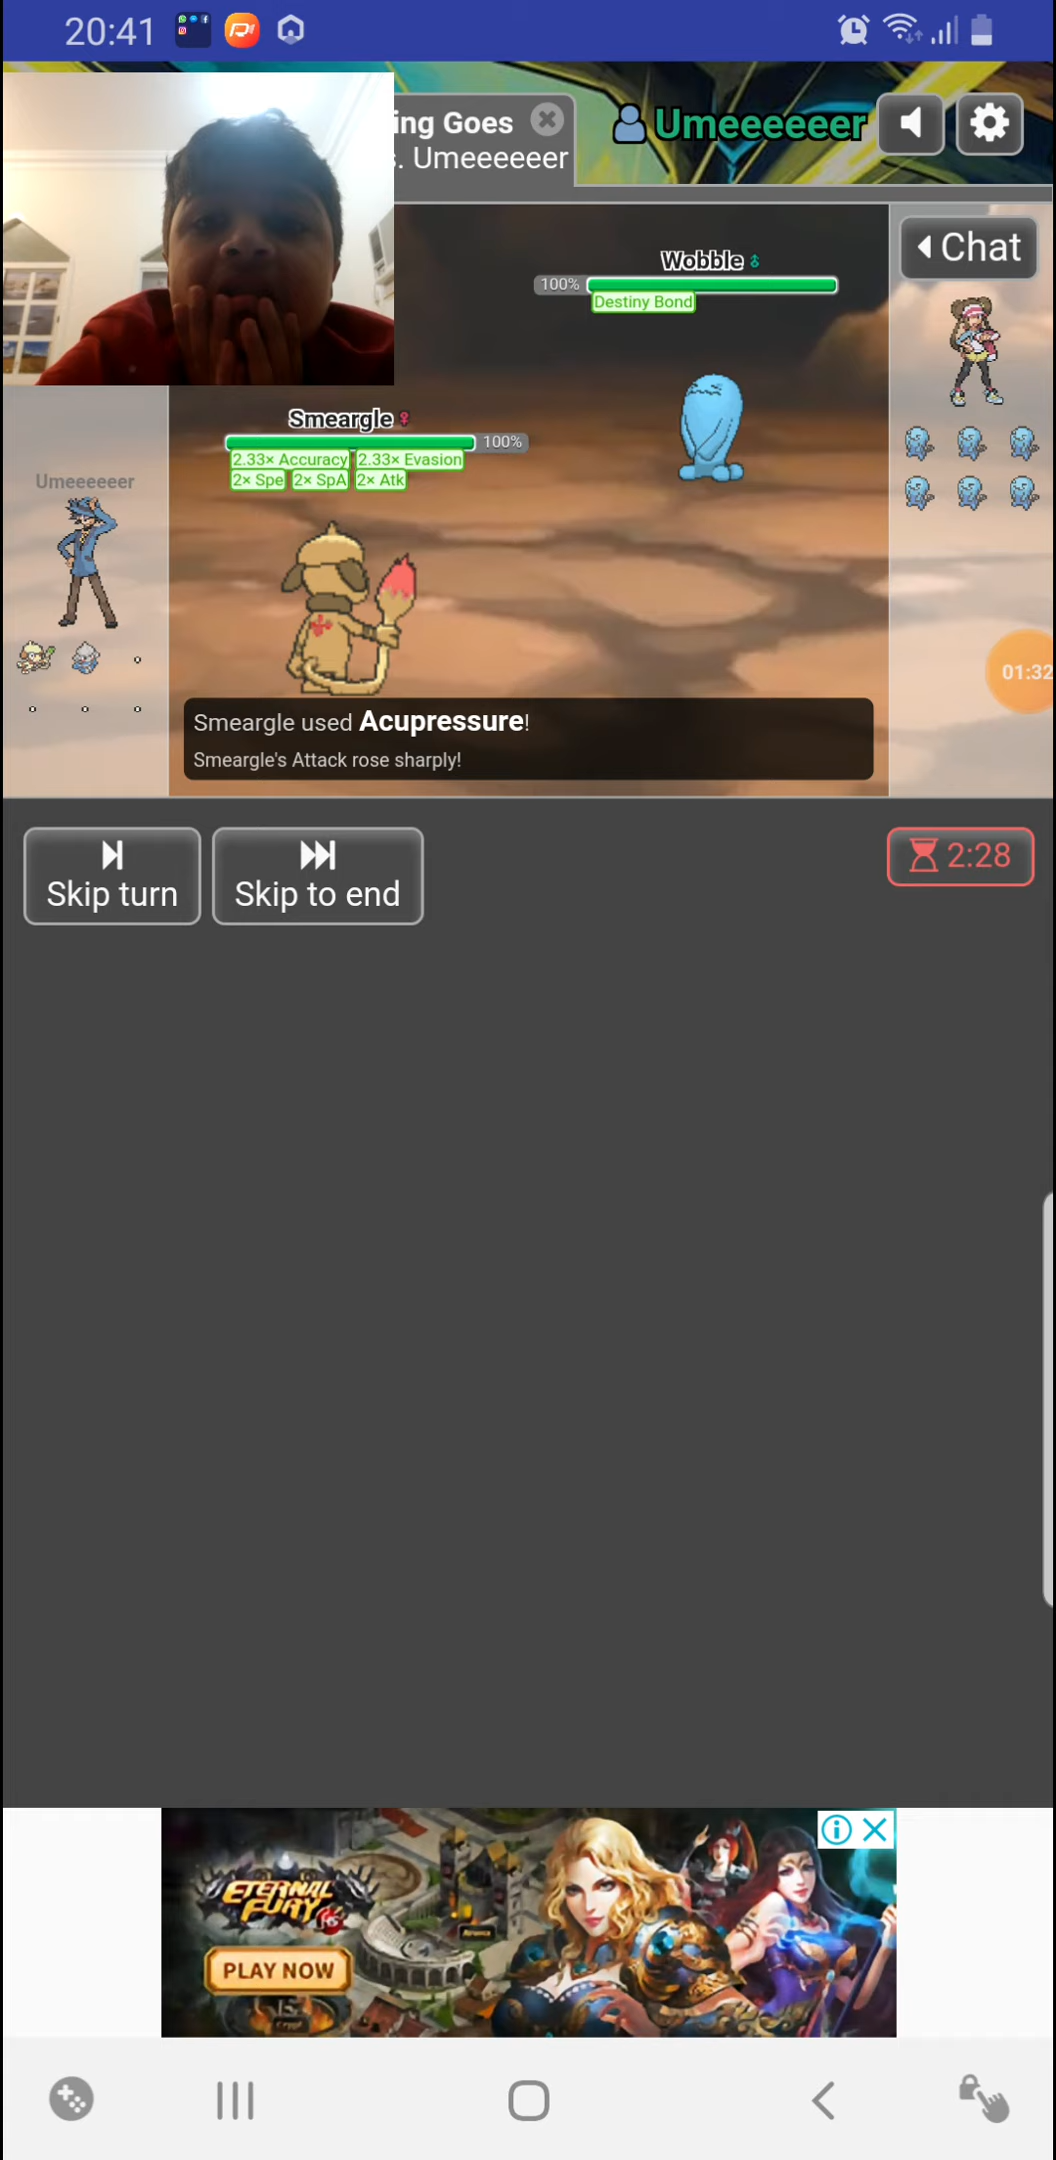 20:41
ing Goes
. Umeeeeeer
Umeeeeeer
Chat
Wobble
100%
Destiny Bond
Smeargle
100%
2.33× Accuracy 2.33× Evasion
2× Spe 2× SpA 2× Atk
Umeeeeeer
01:32
Smeargle used Acupressure!
Smeargle's Attack rose sharply!
Skip turn
Skip to end
2:28
ETERNAL
FURY
PLAY NOW